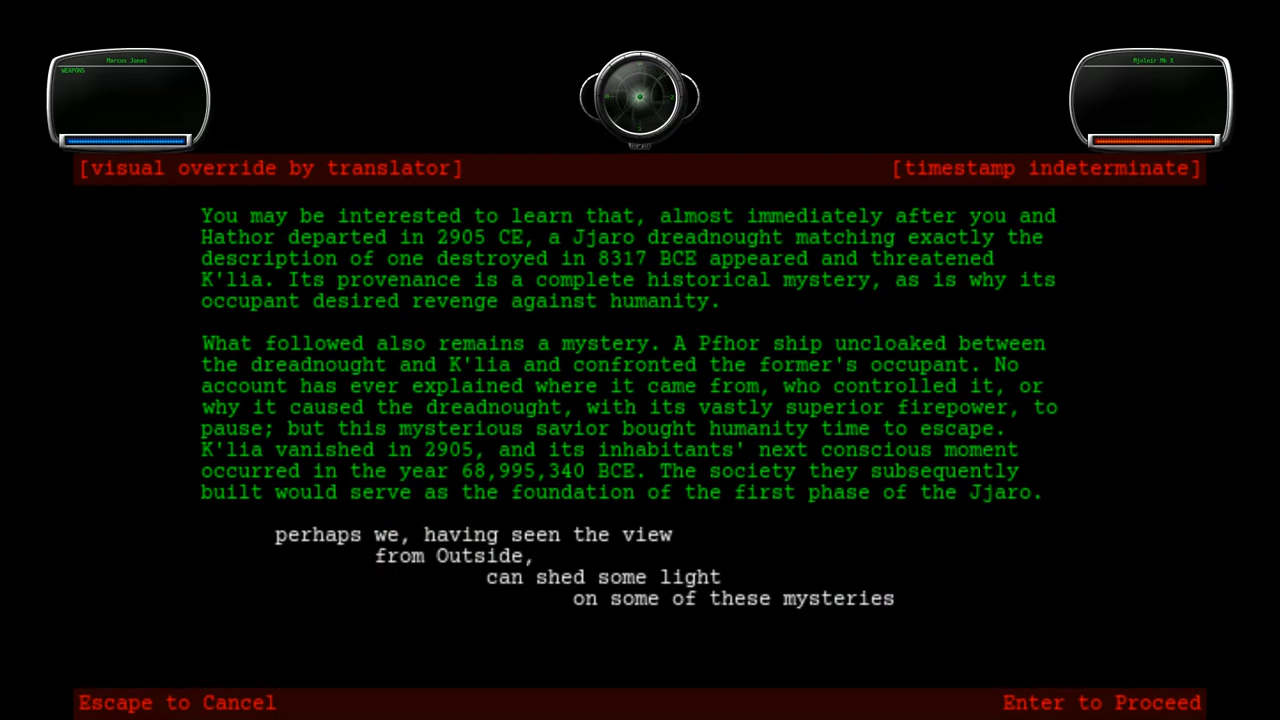 Marcus Jones
WEAPONS
Mjolnir Mk X
[visual override by translator]
[timestamp indeterminate]
You may be interested to learn that, almost immediately after you and
Hathor departed in 2905 CE, a Jjaro dreadnought matching exactly the
description of one destroyed in 8317 BCE appeared and threatened
K'lia. Its provenance is a complete historical mystery, as is why its
occupant desired revenge against humanity.
What followed also remains a mystery. A Pfhor ship uncloaked between
the dreadnought and K'lia and confronted the former's occupant. No
account has ever explained where it came from, who controlled it, or
why it caused the dreadnought, with its vastly superior firepower, to
pause; but this mysterious savior bought humanity time to escape.
K'lia vanished in 2905, and its inhabitants' next conscious moment
occurred in the year 68,995,340 BCE. The society they subsequently
built would serve as the foundation of the first phase of the Jjaro.
perhaps we, having seen the view
from Outside,
can shed some light
on some of these mysteries
Escape to Cancel
Enter to Proceed